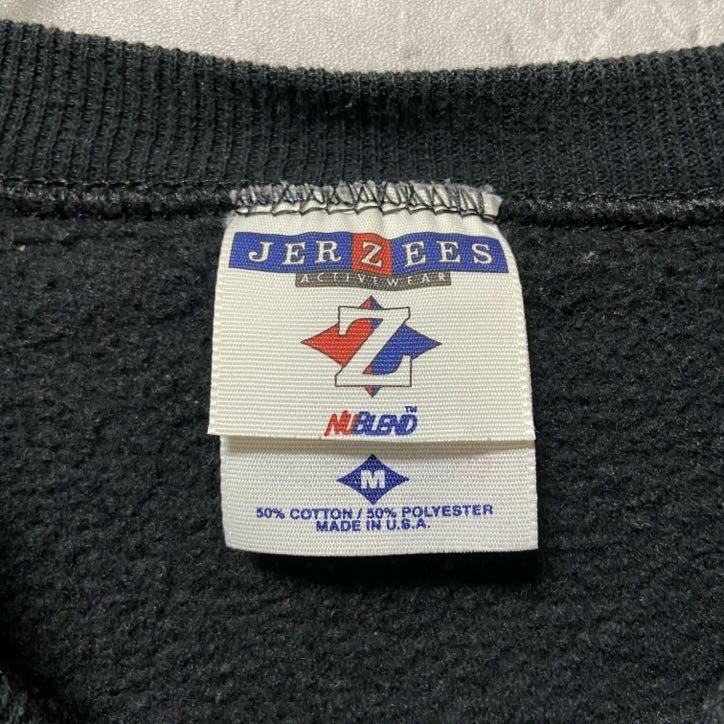 JERZEES
ACTIVEWEAR
Z
NUBLEND™
M
50% COTTON / 50% POLYESTER
MADE IN U.S.A.